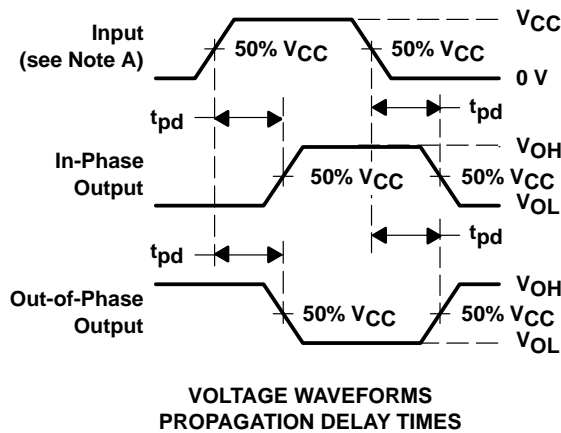 Input
(see Note A)
50% VCC
50% VCC
VCC
0 V
tpd
tpd
In-Phase
Output
50% VCC
VOH
50% VCC
VOL
tpd
tpd
Out-of-Phase
Output
50% VCC
VOH
50% VCC
VOL
VOLTAGE WAVEFORMS
PROPAGATION DELAY TIMES